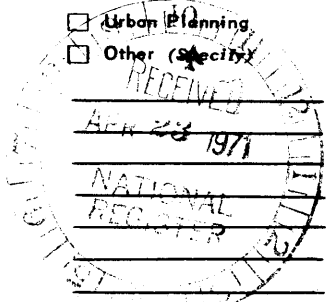 ☐ Urban Planning
☐ Other (Specify)
RECEIVED
APR 23 1971
NATIONAL
REGISTER